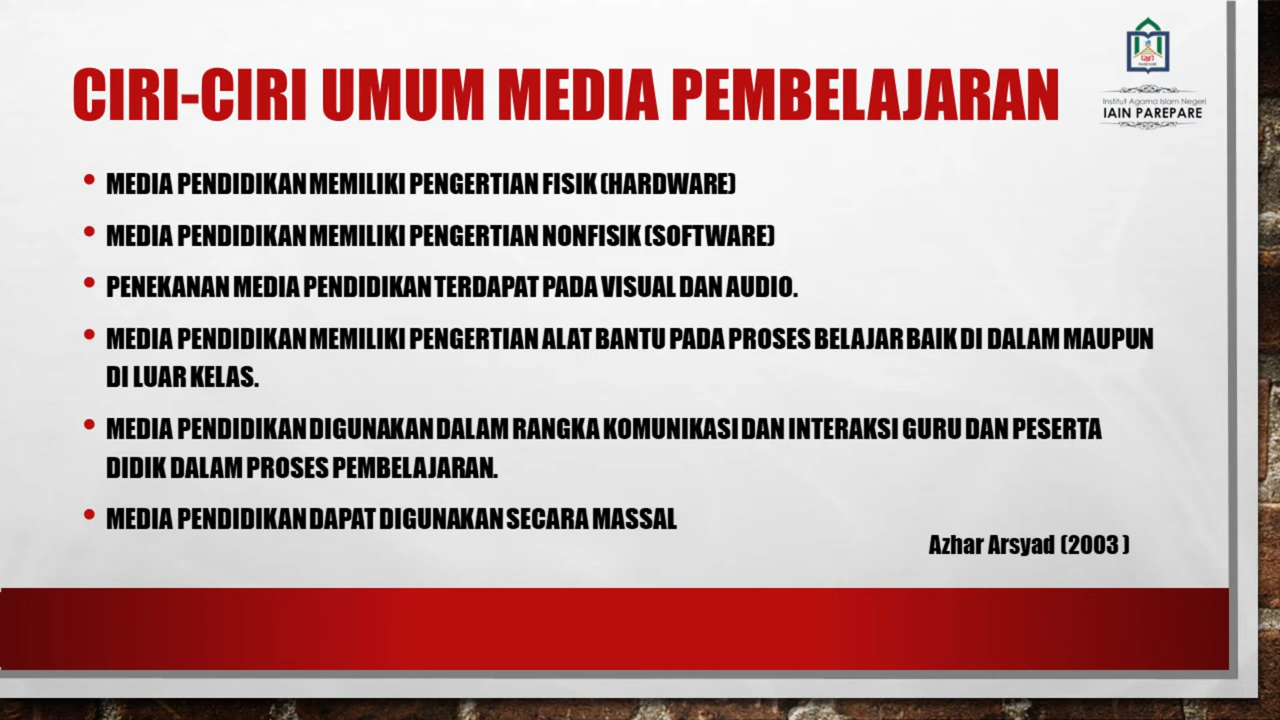 CIRI-CIRI UMUM MEDIA PEMBELAJARAN
Institut Agama Islam Negeri
IAIN PAREPARE
• MEDIA PENDIDIKAN MEMILIKI PENGERTIAN FISIK (HARDWARE)
• MEDIA PENDIDIKAN MEMILIKI PENGERTIAN NONFISIK (SOFTWARE)
• PENEKANAN MEDIA PENDIDIKAN TERDAPAT PADA VISUAL DAN AUDIO.
• MEDIA PENDIDIKAN MEMILIKI PENGERTIAN ALAT BANTU PADA PROSES BELAJAR BAIK DI DALAM MAUPUN
DI LUAR KELAS.
• MEDIA PENDIDIKAN DIGUNAKAN DALAM RANGKA KOMUNIKASI DAN INTERAKSI GURU DAN PESERTA
DIDIK DALAM PROSES PEMBELAJARAN.
• MEDIA PENDIDIKAN DAPAT DIGUNAKAN SECARA MASSAL
Azhar Arsyad (2003 )